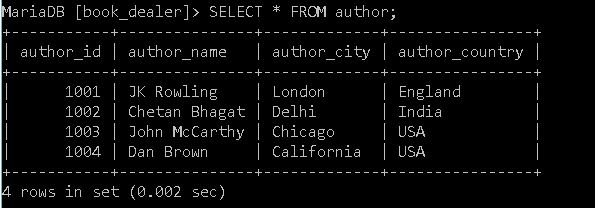 MariaDB [book_dealer]> SELECT * FROM author;
+-----------+---------------+-------------+----------------+
| author_id | author_name   | author_city | author_country |
+-----------+---------------+-------------+----------------+
|      1001 | JK Rowling    | London      | England        |
|      1002 | Chetan Bhagat | Delhi       | India          |
|      1003 | John McCarthy | Chicago     | USA            |
|      1004 | Dan Brown     | California  | USA            |
+-----------+---------------+-------------+----------------+
4 rows in set (0.002 sec)